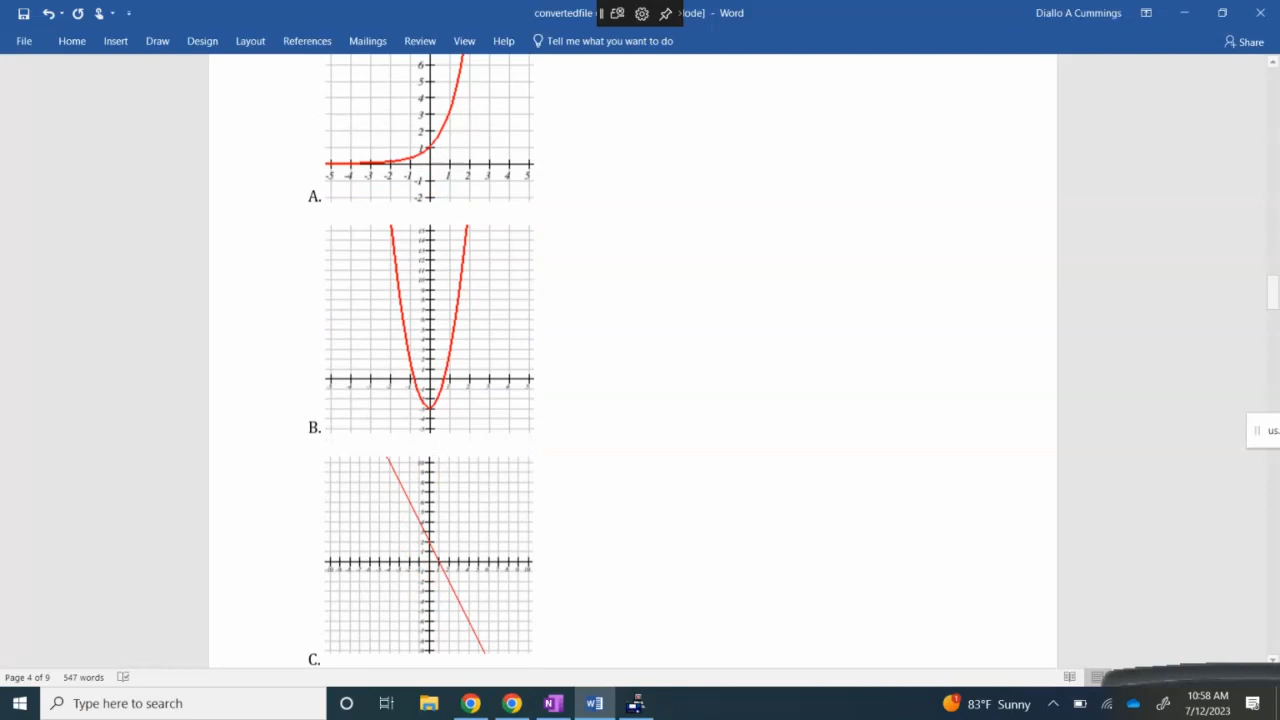 convertedfile
ode] - Word
Diallo A Cummings
File Home Insert Draw Design Layout References Mailings Review View Help Tell me what you want to do Share
6
5
4
3
2
1
-5 -4 -3 -2 -1 1 2 3 4 5
-1
-2
A.
B.
C.
us.
Page 4 of 9 547 words
Type here to search
83°F Sunny
10:58 AM
7/12/2023